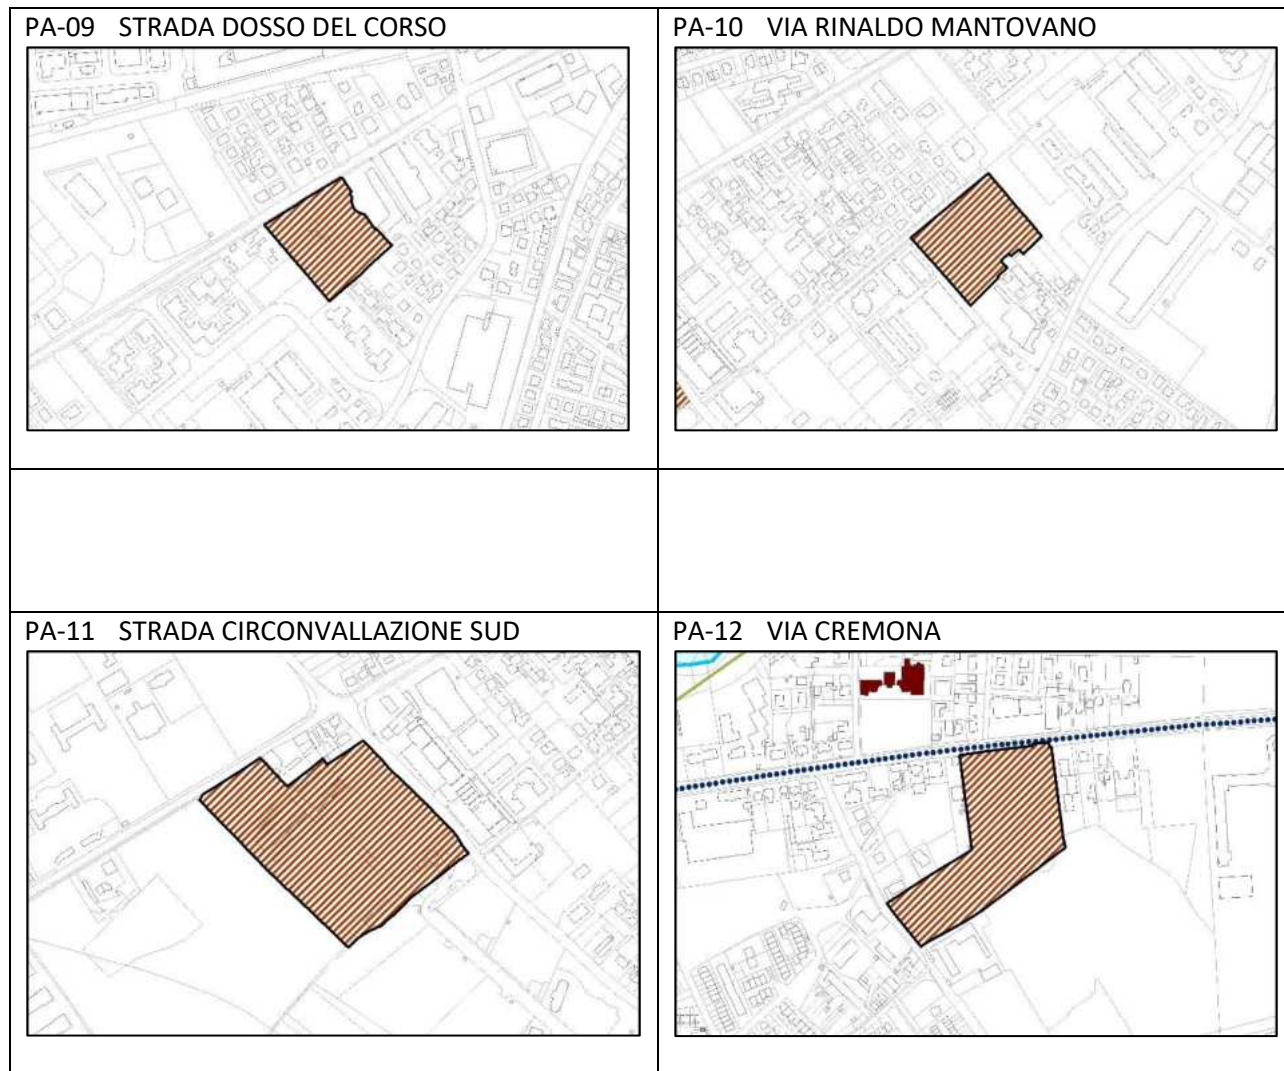 PA-09 STRADA DOSSO DEL CORSO
PA-10 VIA RINALDO MANTOVANO
PA-11 STRADA CIRCONVALLAZIONE SUD
PA-12 VIA CREMONA